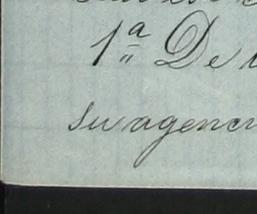 1ª De
su agenci